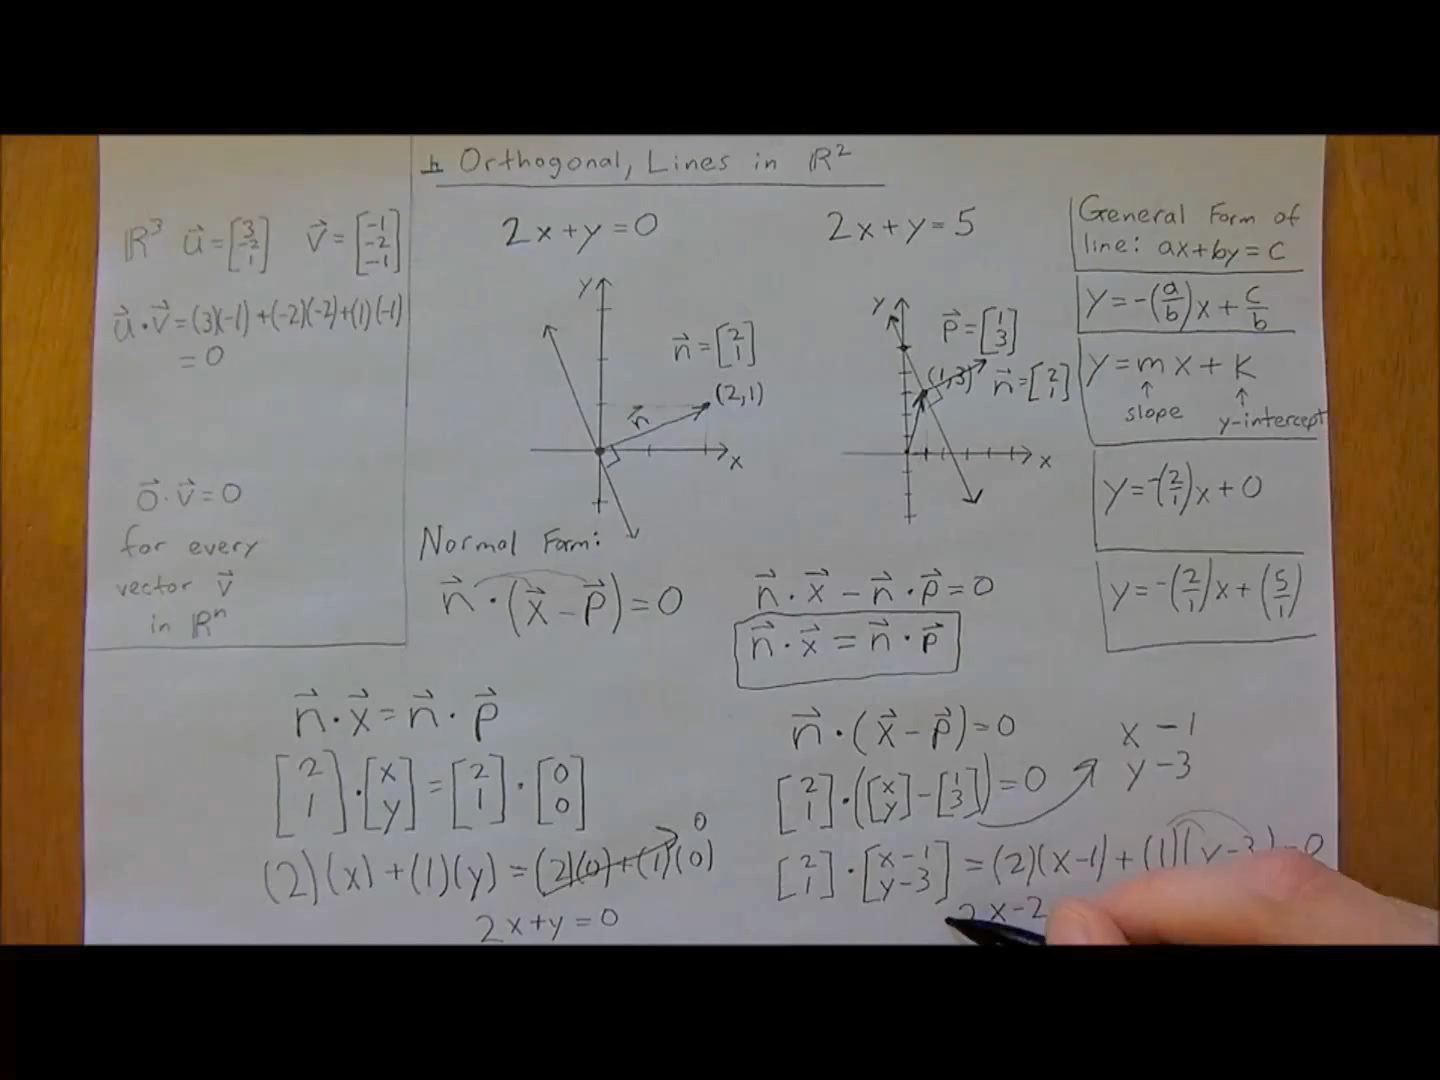 Orthogonal, Lines in ℝ²
ℝ³ u⃗ = [3 -2 1] v⃗ = [-1 -2 -1]
u⃗·v⃗ = (3)(-1) + (-2)(-2) + (1)(-1)
= 0
0⃗·v⃗ = 0
for every
vector v⃗
in ℝⁿ
2x+y=0
y
n⃗ = [2 1]
(2,1)
n⃗
x
2x+y=5
y
p⃗ = [1 3]
(1,3)
n⃗ = [2 1]
x
General Form of
line: ax+by=c
y=-(a/b)x+c/b
y=mx+k
↑ ↑
slope y-intercept
y=-(2/1)x+0
y=-(2/1)x+(5/1)
Normal Form:
n⃗·(x⃗-p⃗)=0
n⃗·x⃗-n⃗·p⃗=0
n⃗·x⃗=n⃗·p⃗
n⃗·x⃗=n⃗·p⃗
[2 1]·[x y]=[2 1]·[0 0]
0
(2)(x)+(1)(y)=(2)(0)+(1)(0)
2x+y=0
n⃗·(x⃗-p⃗)=0
x-1
y-3
[2 1]·([x y]-[1 3])=0
[2 1]·[x-1 y-3]=(2)(x-1)+(1)(y-3)=0
2x-2